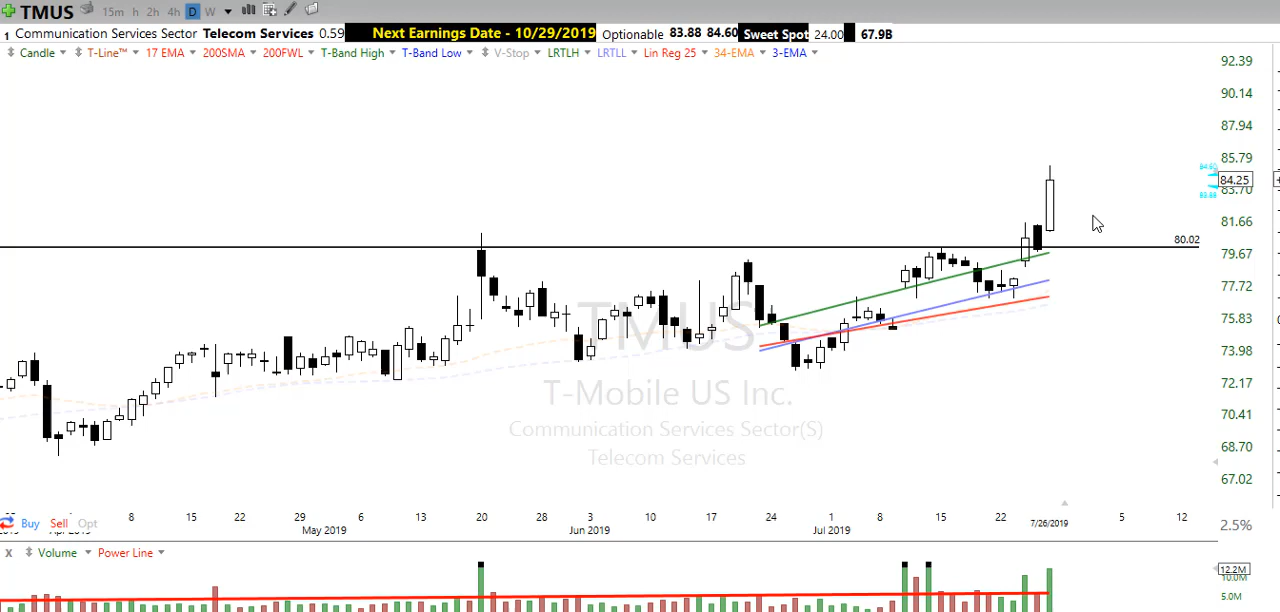 TMUS 15m h 2h 4h D W
1 Communication Services Sector Telecom Services 0.59 Next Earnings Date - 10/29/2019 Optionable 83.88 84.60 Sweet Spot 24.00 67.9B
Candle T-Line™ 17 EMA 200SMA 200FWL T-Band High T-Band Low V-Stop LRTLH LRTLL Lin Reg 25 34-EMA 3-EMA
92.39
90.14
87.94
85.79
84.60
84.25
83.70
83.88
81.66
80.02
79.67
77.72
75.83
73.98
72.17
70.41
68.70
67.02
TMUS
T-Mobile US Inc.
Communication Services Sector(S)
Telecom Services
8 15 22 29 6 13 20 28 3 10 17 24 1 8 15 22 7/26/2019 5 12
Buy Sell Opt
May 2019 Jun 2019 Jul 2019
2.5%
X Volume Power Line
12.2M
10.0M
5.0M